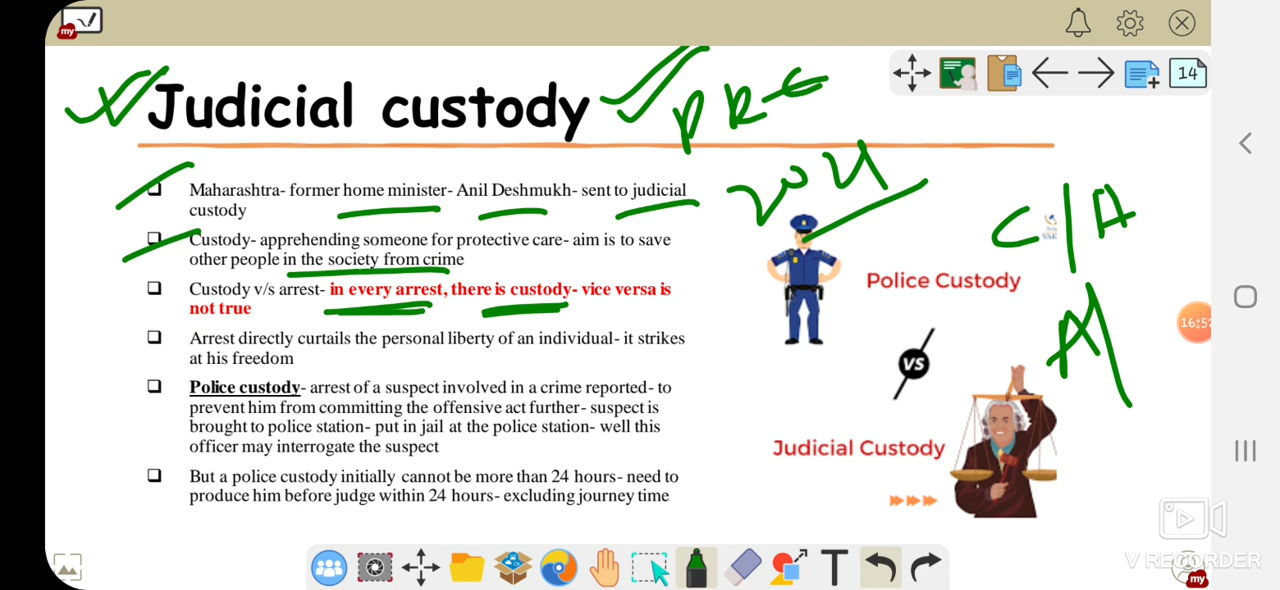 my
14
Judicial custody
PRE
2021
Maharashtra- former home minister- Anil Deshmukh- sent to judicial
custody
Custody- apprehending someone for protective care- aim is to save
other people in the society from crime
Custody v/s arrest- in every arrest, there is custody- vice versa is
not true
Arrest directly curtails the personal liberty of an individual- it strikes
at his freedom
Police custody- arrest of a suspect involved in a crime reported- to
prevent him from committing the offensive act further- suspect is
brought to police station- put in jail at the police station- well this
officer may interrogate the suspect
But a police custody initially cannot be more than 24 hours- need to
produce him before judge within 24 hours- excluding journey time
C/A
Police Custody
VS
Judicial Custody
16:52
V RECORDER
T
my